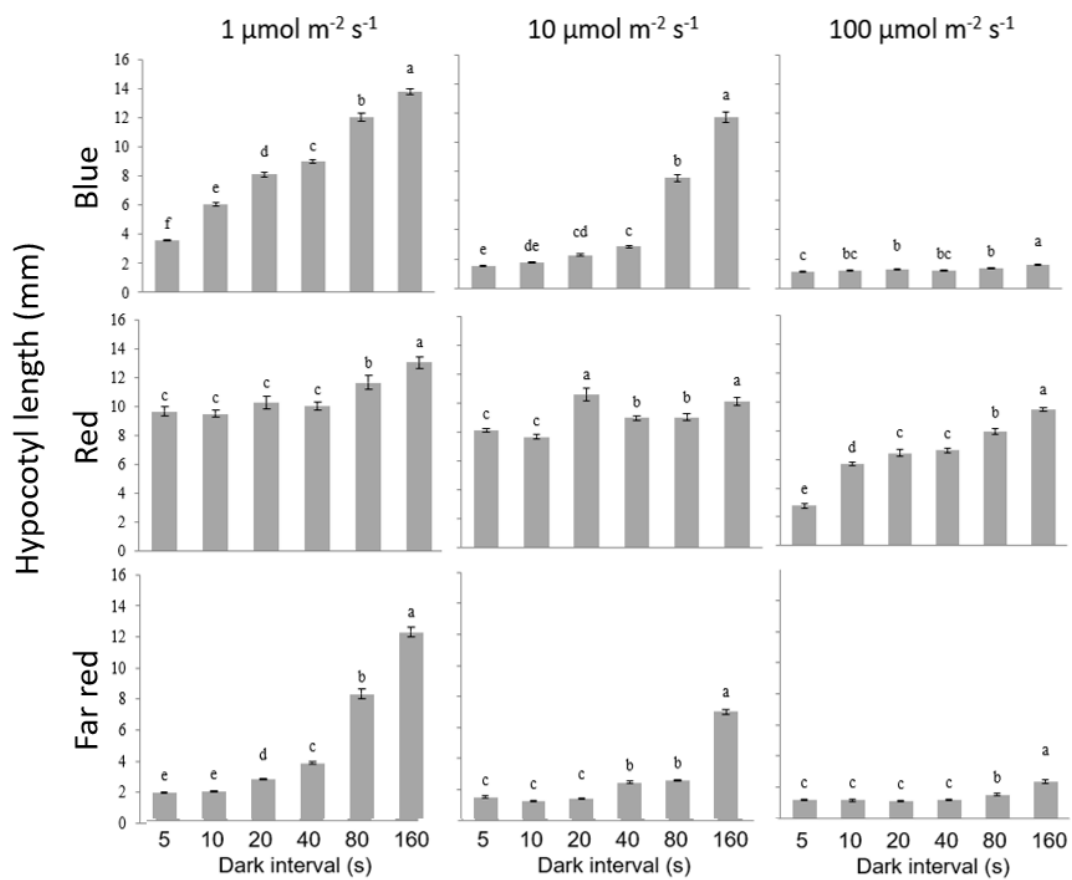 1 µmol m⁻² s⁻¹ 10 µmol m⁻² s⁻¹ 100 µmol m⁻² s⁻¹
Hypocotyl length (mm)
Blue
16
14
12
10
8
6
4
2
0
f e d c b a
e de cd c b a
c bc b bc b a
Red
16
14
12
10
8
6
4
2
0
c c c c b a
c c a b b a
e d c c b a
Far red
16
14
12
10
8
6
4
2
0
e e d c b a
c c c b b a
c c c c b a
5 10 20 40 80 160 5 10 20 40 80 160 5 10 20 40 80 160
Dark interval (s) Dark interval (s) Dark interval (s)